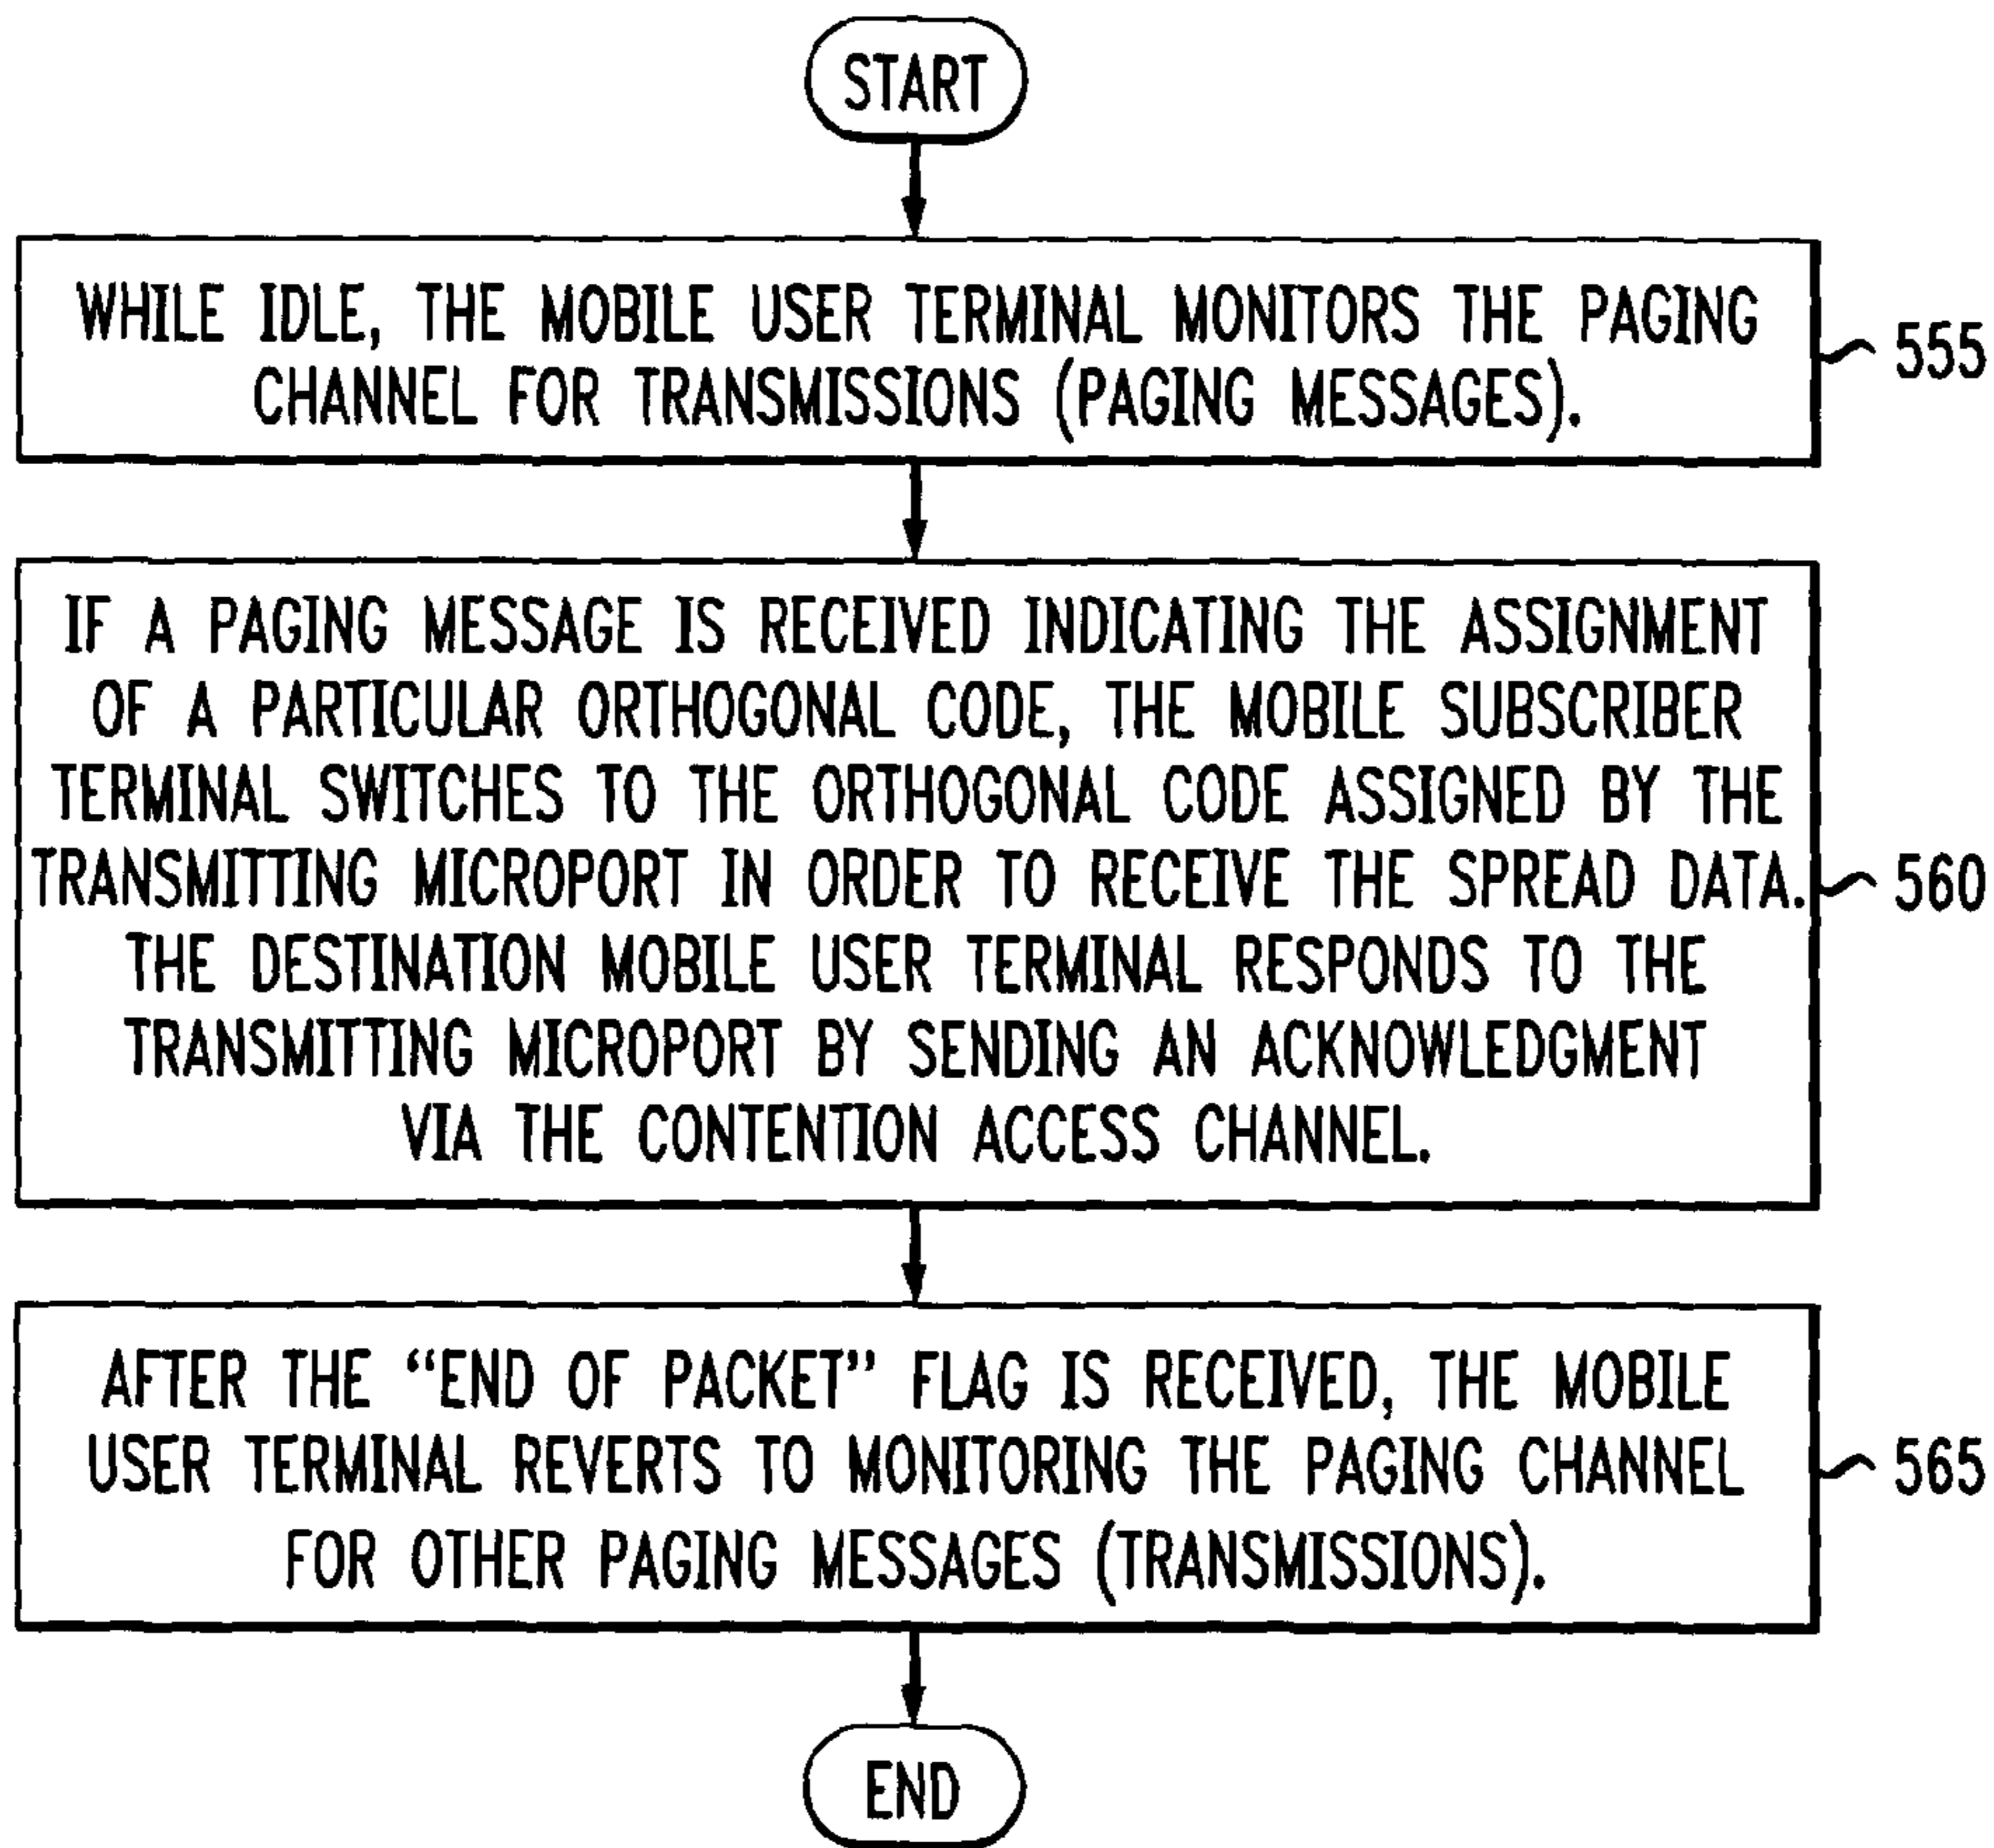 START
WHILE IDLE, THE MOBILE USER TERMINAL MONITORS THE PAGING
CHANNEL FOR TRANSMISSIONS (PAGING MESSAGES).
555
IF A PAGING MESSAGE IS RECEIVED INDICATING THE ASSIGNMENT
OF A PARTICULAR ORTHOGONAL CODE, THE MOBILE SUBSCRIBER
TERMINAL SWITCHES TO THE ORTHOGONAL CODE ASSIGNED BY THE
TRANSMITTING MICROPORT IN ORDER TO RECEIVE THE SPREAD DATA.
THE DESTINATION MOBILE USER TERMINAL RESPONDS TO THE
TRANSMITTING MICROPORT BY SENDING AN ACKNOWLEDGMENT
VIA THE CONTENTION ACCESS CHANNEL.
560
AFTER THE “END OF PACKET” FLAG IS RECEIVED, THE MOBILE
USER TERMINAL REVERTS TO MONITORING THE PAGING CHANNEL
FOR OTHER PAGING MESSAGES (TRANSMISSIONS).
565
END